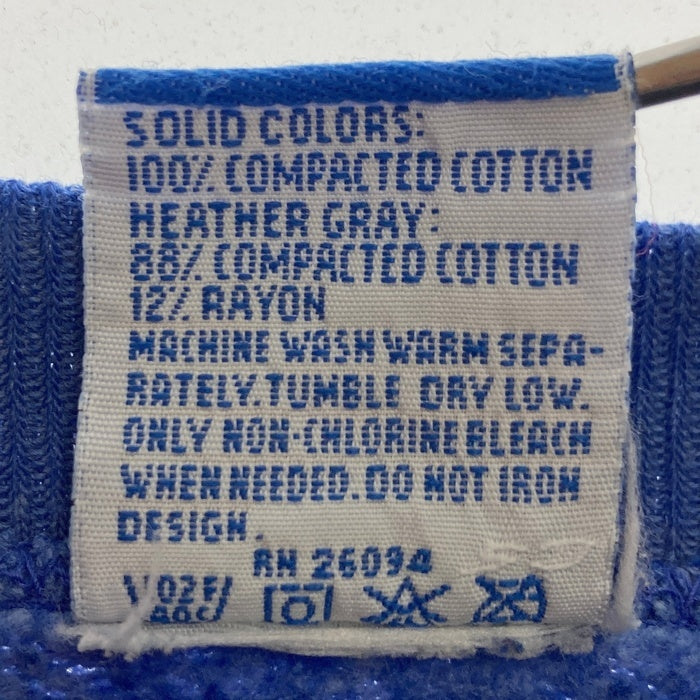 SOLID COLORS:
100% COMPACTED COTTON
HEATHER GRAY:
88% COMPACTED COTTON
12% RAYON
MACHINE WASH WARM SEPA-
RATELY.TUMBLE DRY LOW.
ONLY NON-CHLORINE BLEACH
WHEN NEEDED. DO NOT IRON
DESIGN.
RN 26094